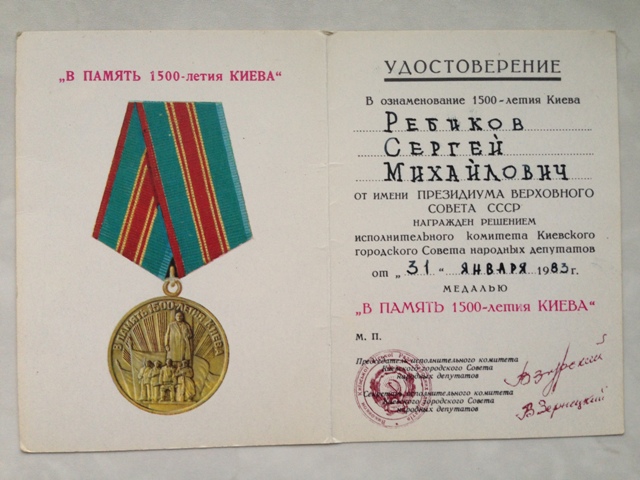 „В ПАМЯТЬ 1500-летия КИЕВА“
В ПАМЯТЬ 1500-ЛЕТИЯ КИЕВА
УДОСТОВЕРЕНИЕ
В ознаменование 1500-летия Киева
РЕБИКОВ
СЕРГЕЙ
МИХАЙЛОВИЧ
от имени ПРЕЗИДИУМА ВЕРХОВНОГО
СОВЕТА СССР
НАГРАЖДЕН РЕШЕНИЕМ
исполнительного комитета Киевского
городского Совета народных депутатов
от „31“ ЯНВАРЯ 1983 г.
МЕДАЛЬЮ
„В ПАМЯТЬ 1500-летия КИЕВА“
М. П.
Председатель исполнительного комитета
Киевского городского Совета
народных депутатов
Секретарь исполнительного комитета
Киевского городского Совета
народных депутатов